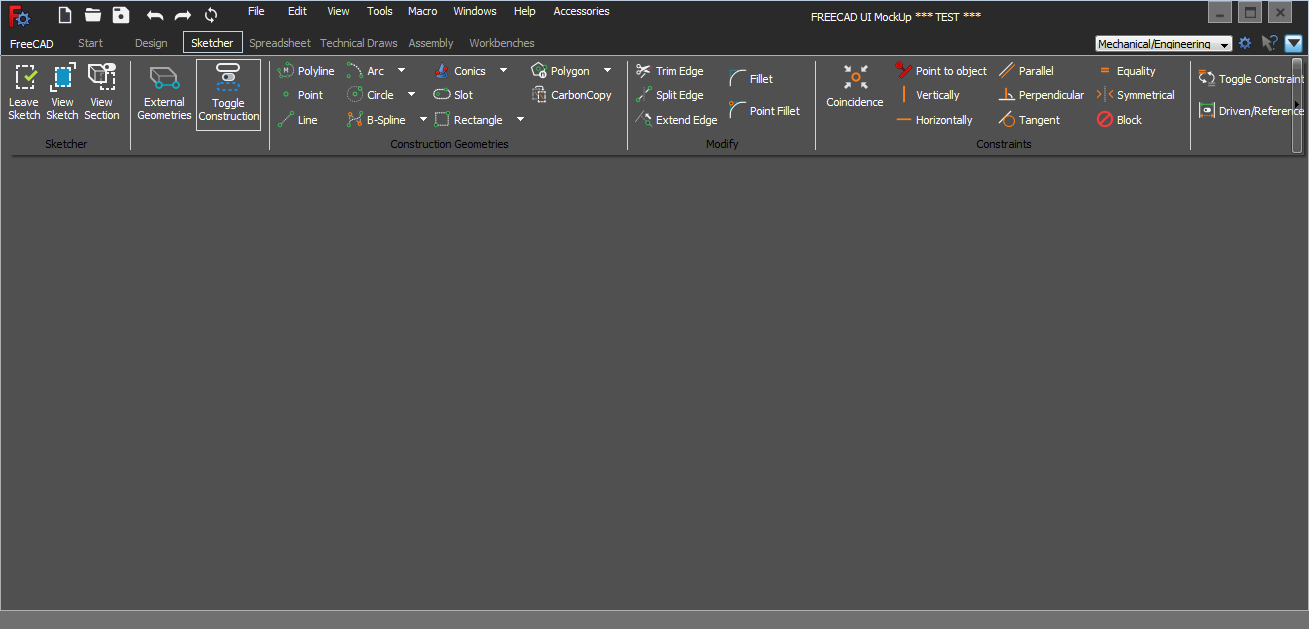 File Edit View Tools Macro Windows Help Accessories
FREECAD UI MockUp *** TEST ***
FreeCAD Start Design Sketcher Spreadsheet Technical Draws Assembly Workbenches
Mechanical/Engineering
Leave
Sketch
View
Sketch
View
Section
Sketcher
External
Geometries
Toggle
Construction
Polyline Arc Conics Polygon
Point Circle Slot CarbonCopy
Line B-Spline Rectangle
Construction Geometries
Trim Edge
Split Edge
Extend Edge
Fillet
Point Fillet
Modify
Coincidence
Point to object Parallel Equality
Vertically Perpendicular Symmetrical
Horizontally Tangent Block
Constraints
Toggle Constraint
Driven/Reference